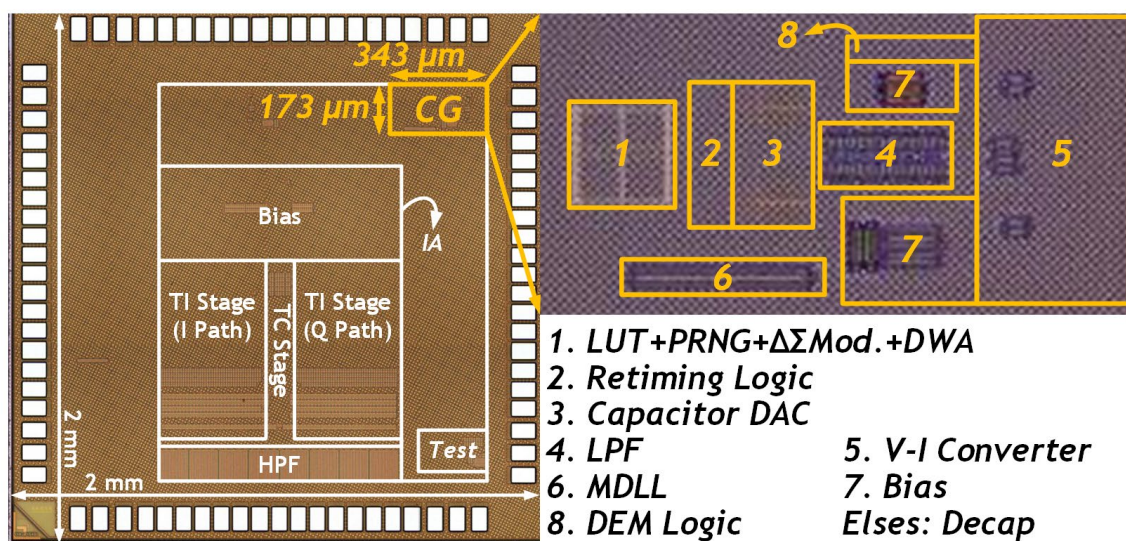 343 µm
173 µm
CG
Bias
IA
TI Stage
(I Path)
TC Stage
TI Stage
(Q Path)
HPF
Test
2 mm
2 mm
8
7
1
2
3
4
5
7
6
1. LUT+PRNG+ΔΣMod.+DWA
2. Retiming Logic
3. Capacitor DAC
4. LPF 5. V-I Converter
6. MDLL 7. Bias
8. DEM Logic Elses: Decap